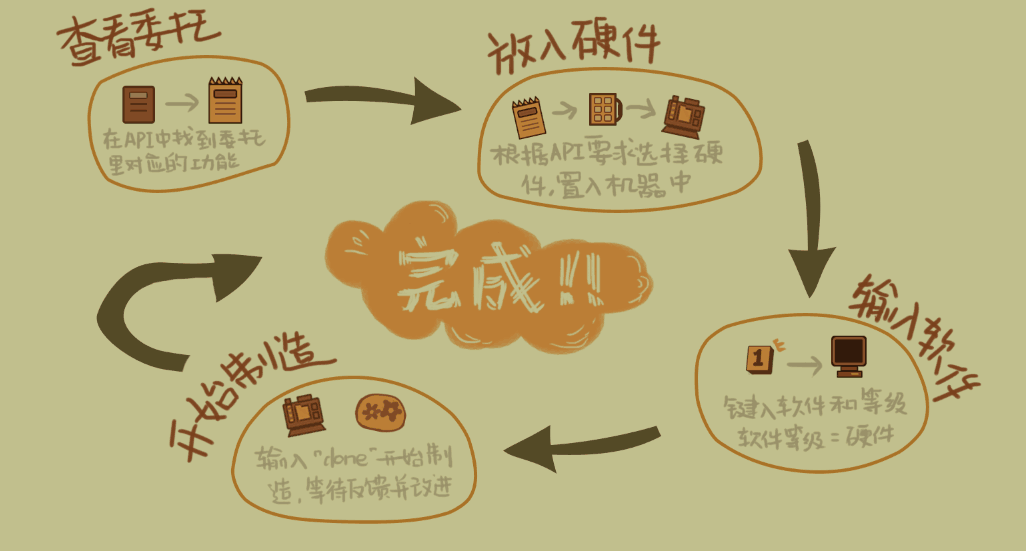 查看委托
在API中找到委托
里对应的功能
放入硬件
根据API要求选择硬
件,置入机器中
输入软件
1
键入软件和等级
软件等级=硬件
开始制造
输入"done"开始制
造,等待反馈并改进
完成!!